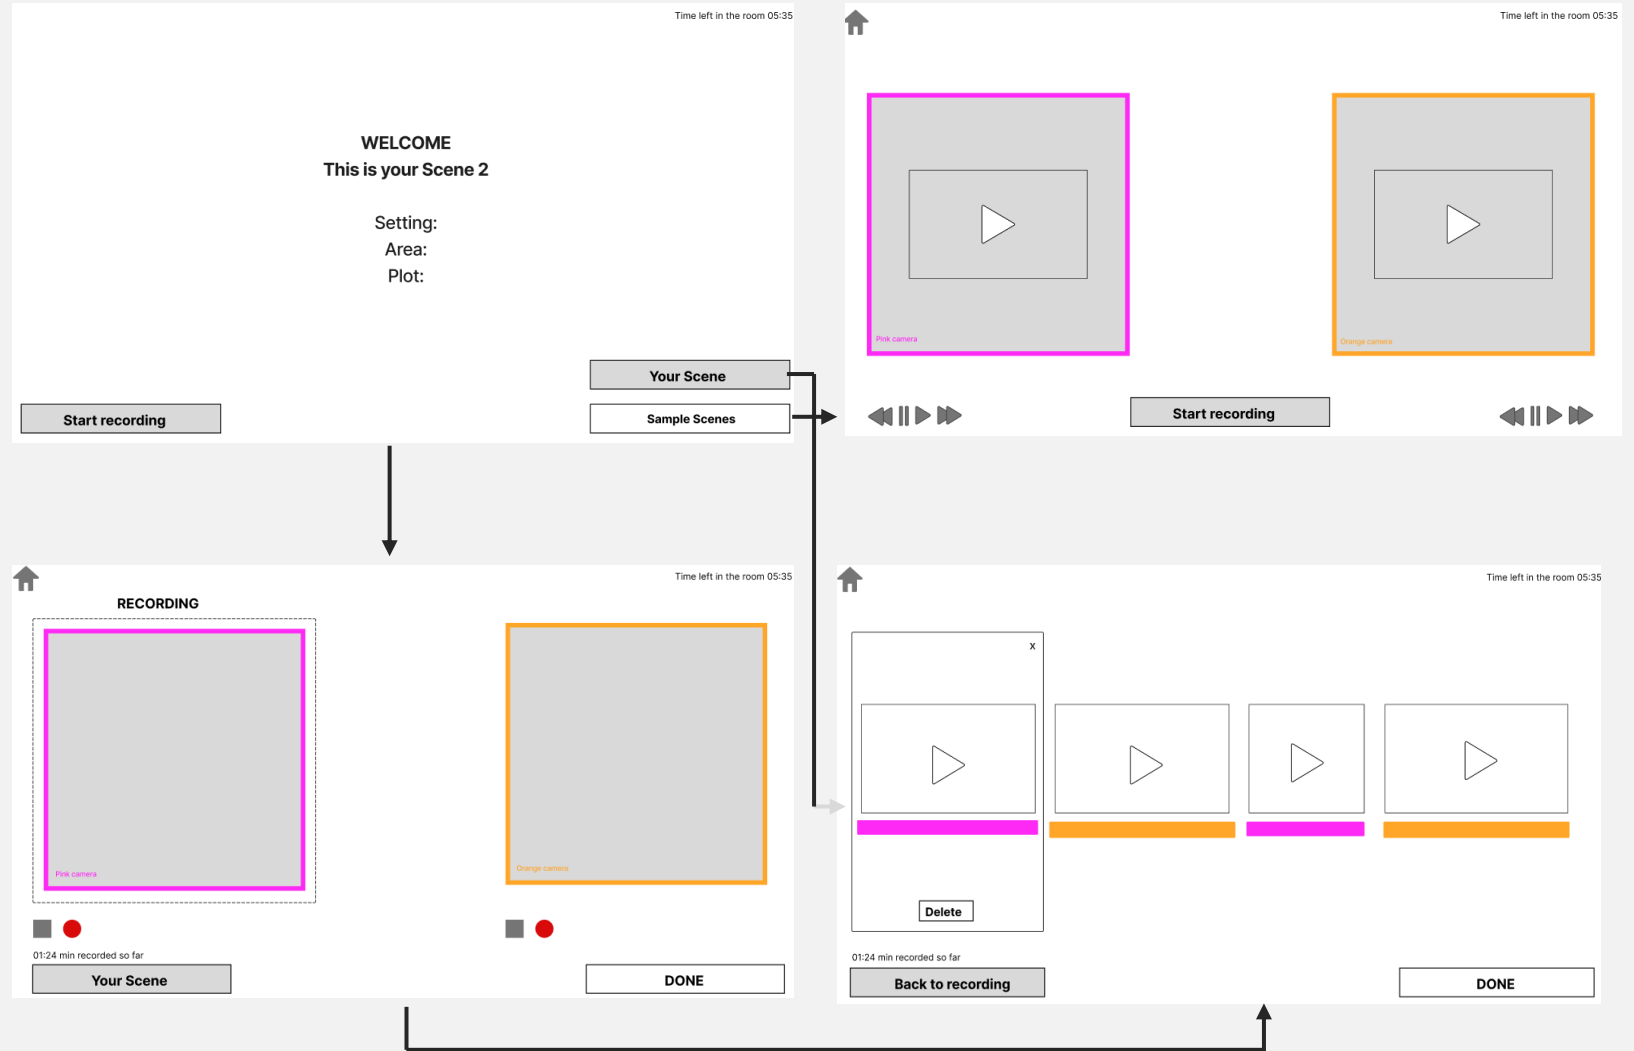 Time left in the room 05:35
WELCOME
This is your Scene 2
Setting:
Area:
Plot:
Your Scene
Start recording
Sample Scenes
Time left in the room 05:35
Pink camera
Orange camera
Start recording
Time left in the room 05:35
RECORDING
Pink camera
Orange camera
01:24 min recorded so far
Your Scene
DONE
Time left in the room 05:35
x
Delete
01:24 min recorded so far
Back to recording
DONE